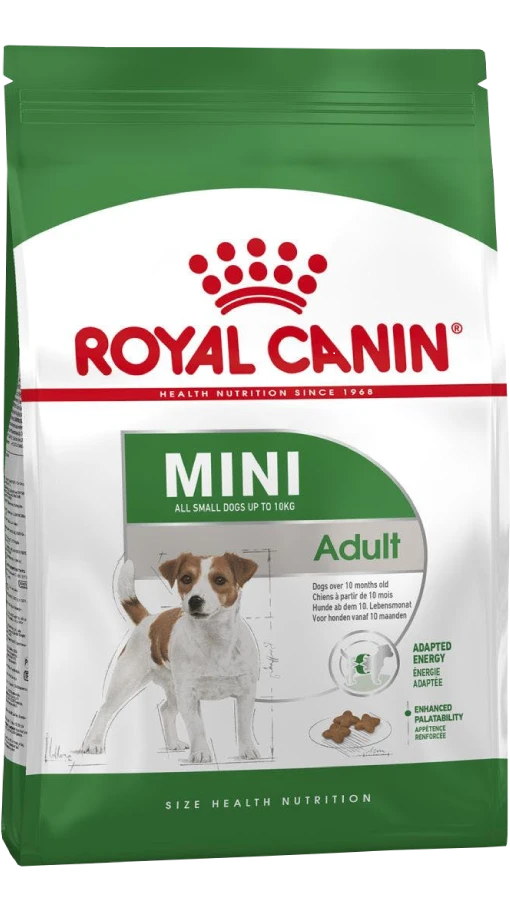 ROYAL CANIN®
HEALTH NUTRITION SINCE 1968
MINI
ALL SMALL DOGS UP TO 10KG
Adult
Dogs over 10 months old
Chiens à partir de 10 mois
Hunde ab dem 10. Lebensmonat
Voor honden vanaf 10 maanden
ADAPTED
ENERGY
ÉNERGIE
ADAPTÉE
ENHANCED
PALATABILITY
APPÉTENCE
RENFORCÉE
SIZE HEALTH NUTRITION